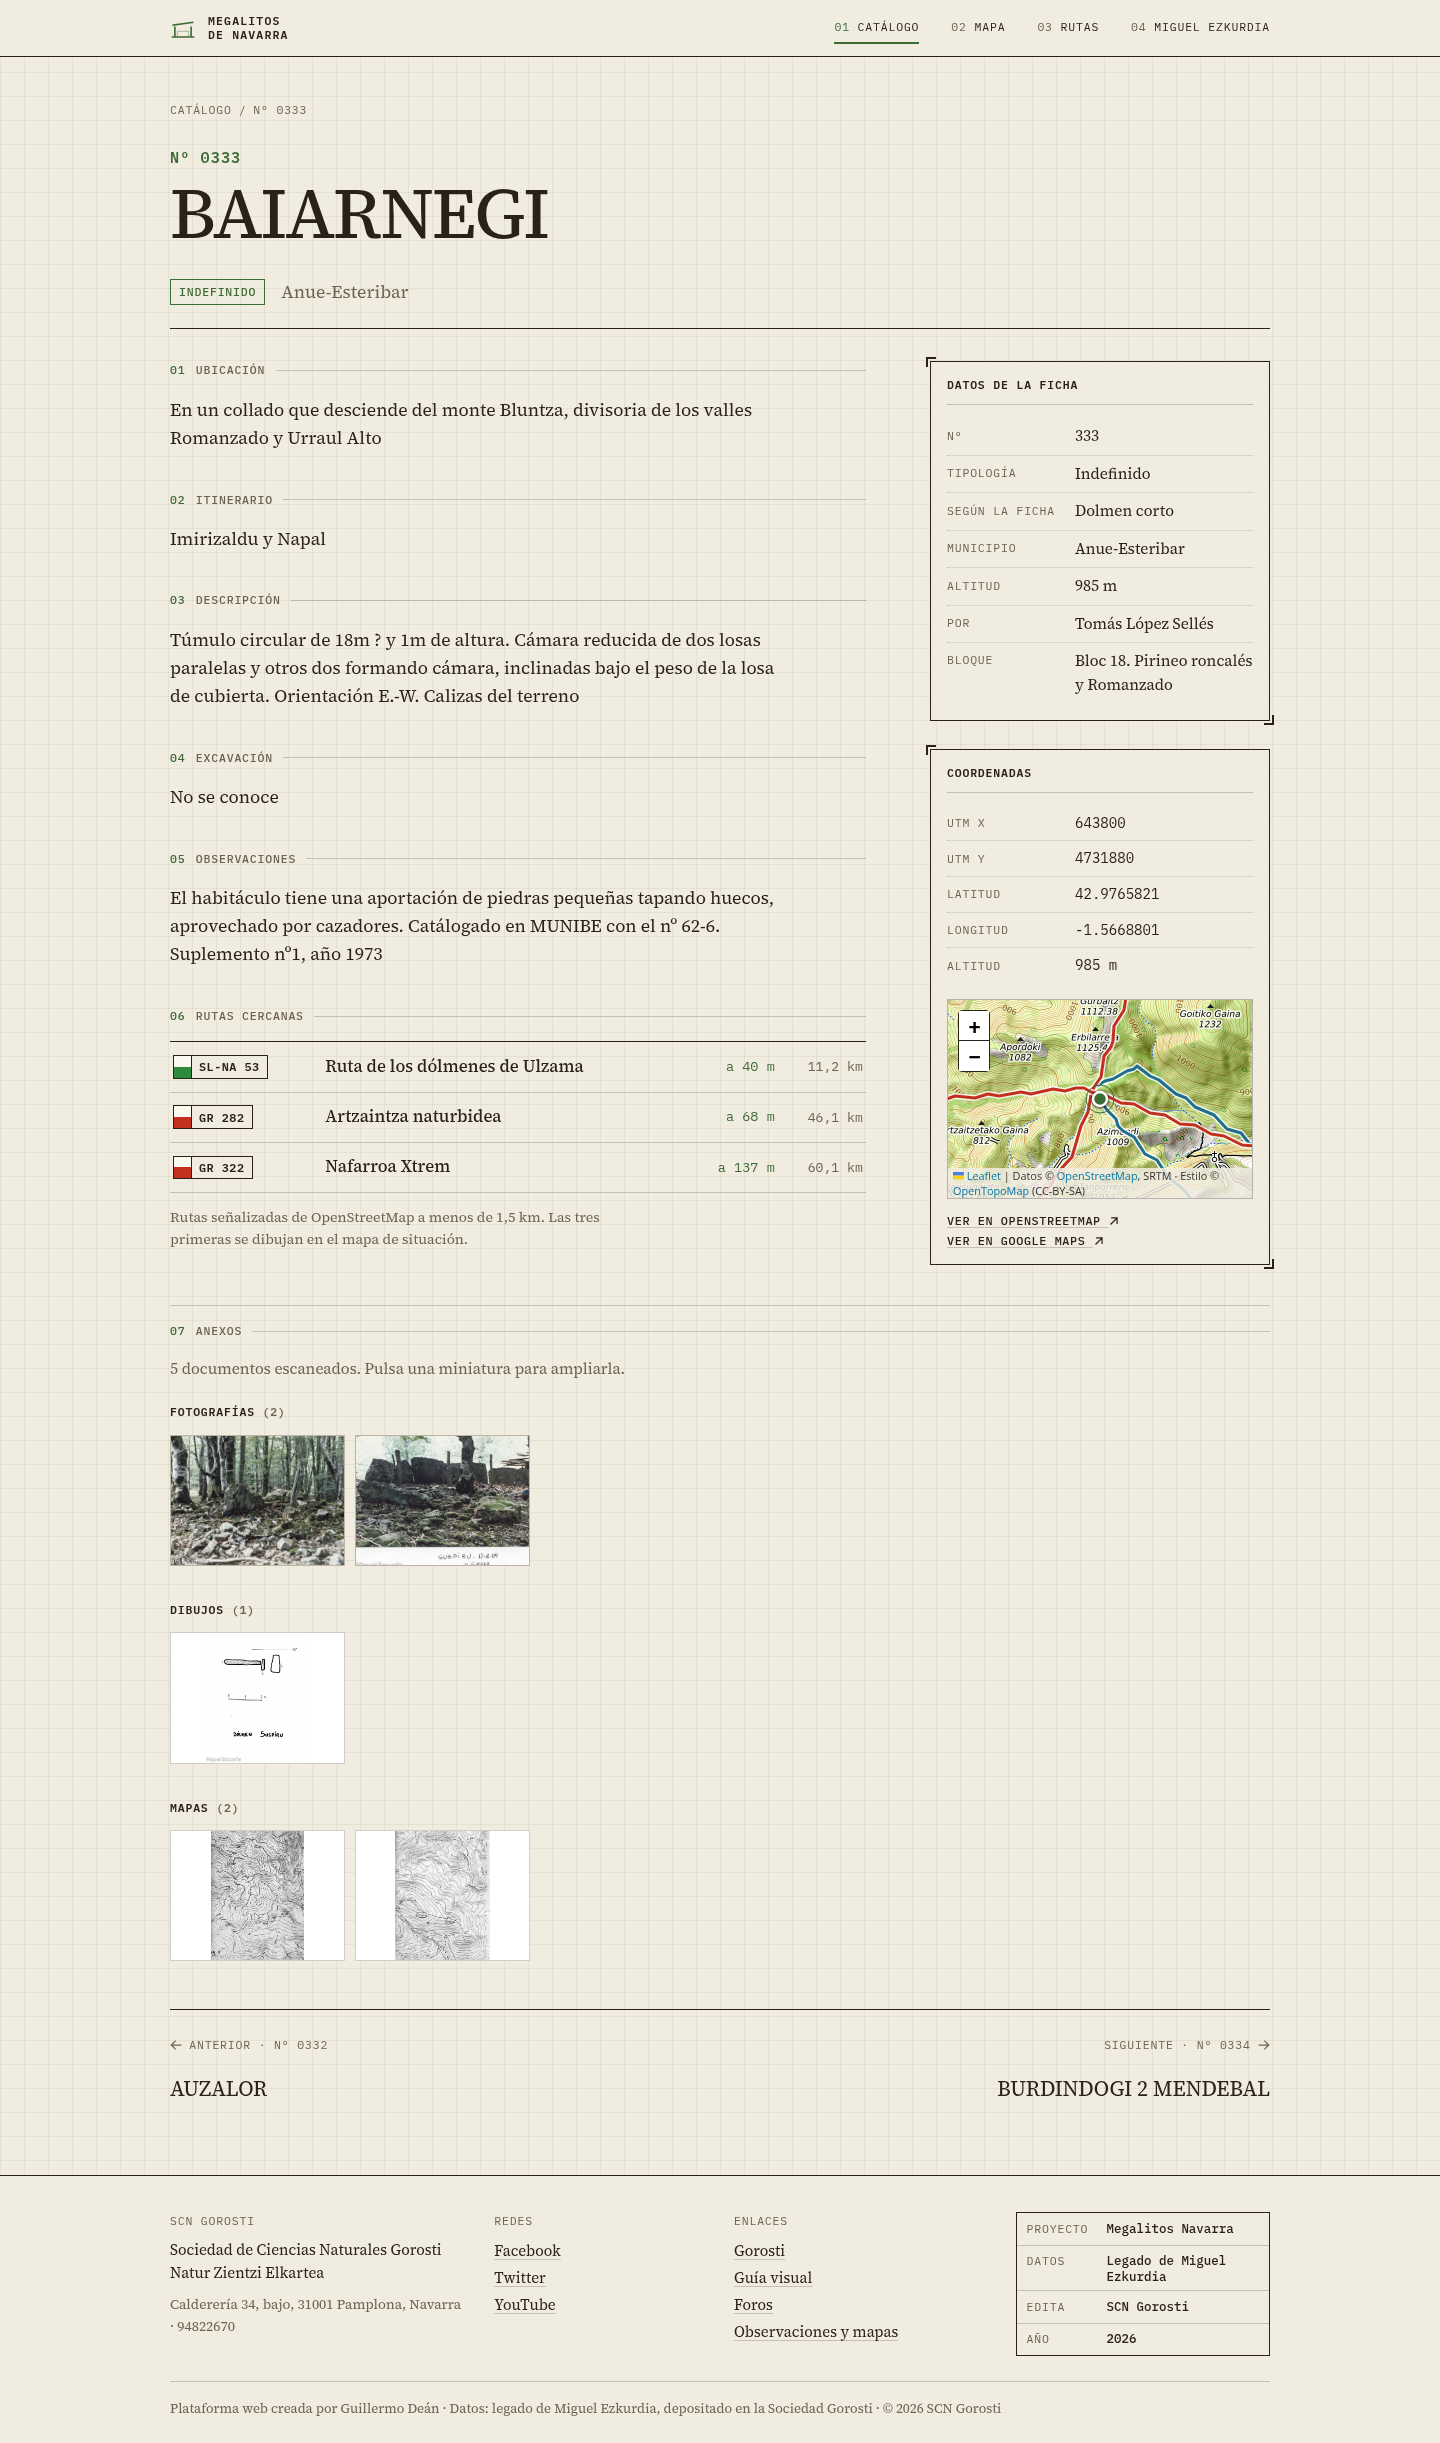 MEGALITOS
DE NAVARRA
01 CATÁLOGO 02 MAPA 03 RUTAS 04 MIGUEL EZKURDIA
CATÁLOGO / Nº 0333
Nº 0333
BAIARNEGI
INDEFINIDO Anue-Esteribar
01 UBICACIÓN
En un collado que desciende del monte Bluntza, divisoria de los valles
Romanzado y Urraul Alto
02 ITINERARIO
Imirizaldu y Napal
03 DESCRIPCIÓN
Túmulo circular de 18m ? y 1m de altura. Cámara reducida de dos losas
paralelas y otros dos formando cámara, inclinadas bajo el peso de la losa
de cubierta. Orientación E.-W. Calizas del terreno
04 EXCAVACIÓN
No se conoce
05 OBSERVACIONES
El habitáculo tiene una aportación de piedras pequeñas tapando huecos,
aprovechado por cazadores. Catálogado en MUNIBE con el nº 62-6.
Suplemento nº1, año 1973
06 RUTAS CERCANAS
SL-NA 53 Ruta de los dólmenes de Ulzama a 40 m 11,2 km
GR 282 Artzaintza naturbidea a 68 m 46,1 km
GR 322 Nafarroa Xtrem a 137 m 60,1 km
Rutas señalizadas de OpenStreetMap a menos de 1,5 km. Las tres
primeras se dibujan en el mapa de situación.
DATOS DE LA FICHA
Nº 333
TIPOLOGÍA Indefinido
SEGÚN LA FICHA Dolmen corto
MUNICIPIO Anue-Esteribar
ALTITUD 985 m
POR Tomás López Sellés
BLOQUE Bloc 18. Pirineo roncalés
y Romanzado
COORDENADAS
UTM X 643800
UTM Y 4731880
LATITUD 42.9765821
LONGITUD -1.5668801
ALTITUD 985 m
+
−
Gurbaitz
1112.38
Goitiko Gaina
1232
Erbilarrea
1125.4
Apordoki
1082
1000
900
rtzaitzetako Gaina
812
1009
Leaflet | Datos © OpenStreetMap, SRTM · Estilo ©
OpenTopoMap (CC-BY-SA)
VER EN OPENSTREETMAP ↗
VER EN GOOGLE MAPS ↗
07 ANEXOS
5 documentos escaneados. Pulsa una miniatura para ampliarla.
FOTOGRAFÍAS (2)
SUSPIRU.
DIBUJOS (1)
DOLMEN SUSPIRU
Miguel Ezcurdia
MAPAS (2)
← ANTERIOR · Nº 0332
AUZALOR
SIGUIENTE · Nº 0334 →
BURDINDOGI 2 MENDEBAL
SCN GOROSTI
Sociedad de Ciencias Naturales Gorosti
Natur Zientzi Elkartea
Calderería 34, bajo, 31001 Pamplona, Navarra
· 94822670
REDES
Facebook
Twitter
YouTube
ENLACES
Gorosti
Guía visual
Foros
Observaciones y mapas
PROYECTO Megalitos Navarra
DATOS Legado de Miguel
Ezkurdia
EDITA SCN Gorosti
AÑO 2026
Plataforma web creada por Guillermo Deán · Datos: legado de Miguel Ezkurdia, depositado en la Sociedad Gorosti · © 2026 SCN Gorosti